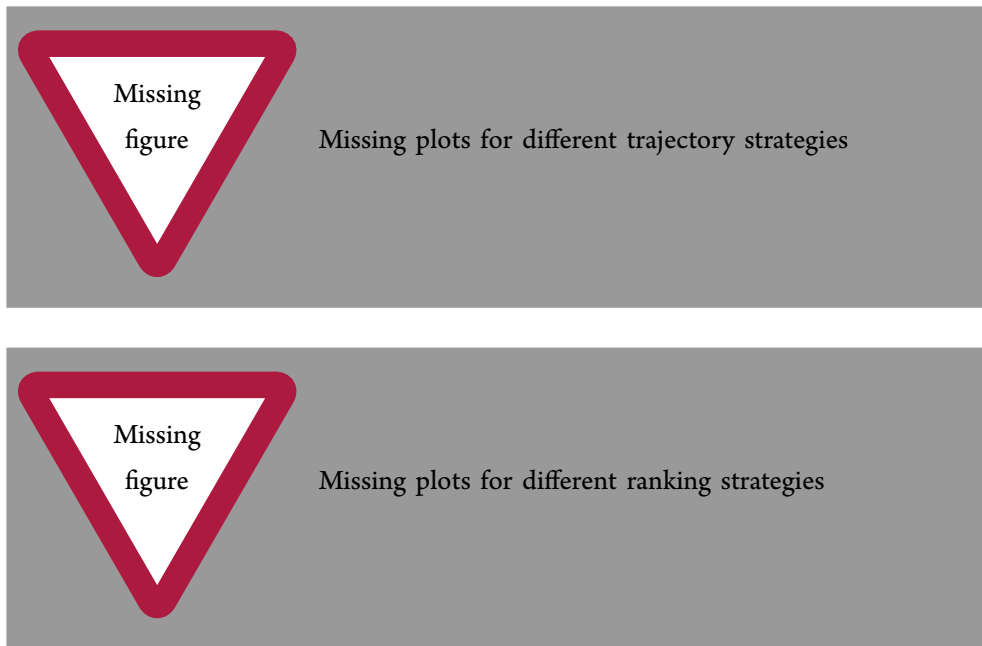 Missing
figure
Missing plots for different trajectory strategies
Missing
figure
Missing plots for different ranking strategies